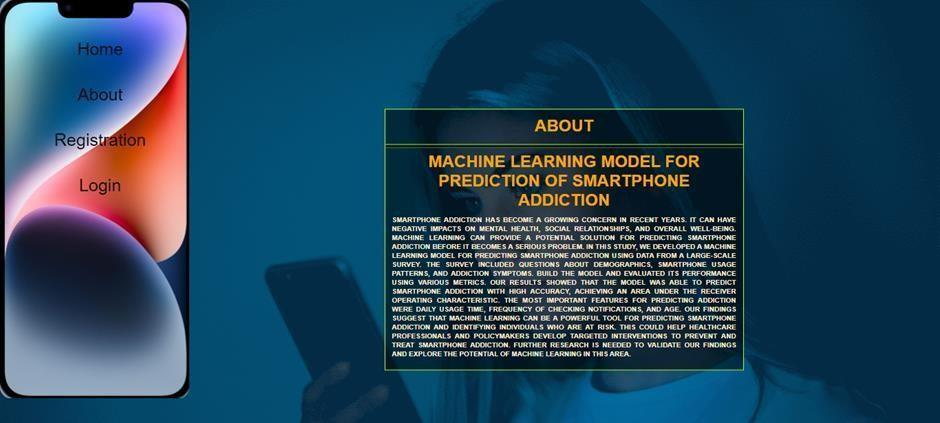 Home
About
Registration
Login
ABOUT
MACHINE LEARNING MODEL FOR
PREDICTION OF SMARTPHONE
ADDICTION
SMARTPHONE ADDICTION HAS BECOME A GROWING CONCERN IN RECENT YEARS. IT CAN HAVE
NEGATIVE IMPACTS ON MENTAL HEALTH, SOCIAL RELATIONSHIPS, AND OVERALL WELL-BEING.
MACHINE LEARNING CAN PROVIDE A POTENTIAL SOLUTION FOR PREDICTING SMARTPHONE
ADDICTION BEFORE IT BECOMES A SERIOUS PROBLEM. IN THIS STUDY, WE DEVELOPED A MACHINE
LEARNING MODEL FOR PREDICTING SMARTPHONE ADDICTION USING DATA FROM A LARGE-SCALE
SURVEY. THE SURVEY INCLUDED QUESTIONS ABOUT DEMOGRAPHICS, SMARTPHONE USAGE
PATTERNS, AND ADDICTION SYMPTOMS. BUILD THE MODEL AND EVALUATED ITS PERFORMANCE
USING VARIOUS METRICS. OUR RESULTS SHOWED THAT THE MODEL WAS ABLE TO PREDICT
SMARTPHONE ADDICTION WITH HIGH ACCURACY, ACHIEVING AN AREA UNDER THE RECEIVER
OPERATING CHARACTERISTIC. THE MOST IMPORTANT FEATURES FOR PREDICTING ADDICTION
WERE DAILY USAGE TIME, FREQUENCY OF CHECKING NOTIFICATIONS, AND AGE. OUR FINDINGS
SUGGEST THAT MACHINE LEARNING CAN BE A POWERFUL TOOL FOR PREDICTING SMARTPHONE
ADDICTION AND IDENTIFYING INDIVIDUALS WHO ARE AT RISK. THIS COULD HELP HEALTHCARE
PROFESSIONALS AND POLICYMAKERS DEVELOP TARGETED INTERVENTIONS TO PREVENT AND
TREAT SMARTPHONE ADDICTION. FURTHER RESEARCH IS NEEDED TO VALIDATE OUR FINDINGS
AND EXPLORE THE POTENTIAL OF MACHINE LEARNING IN THIS AREA.